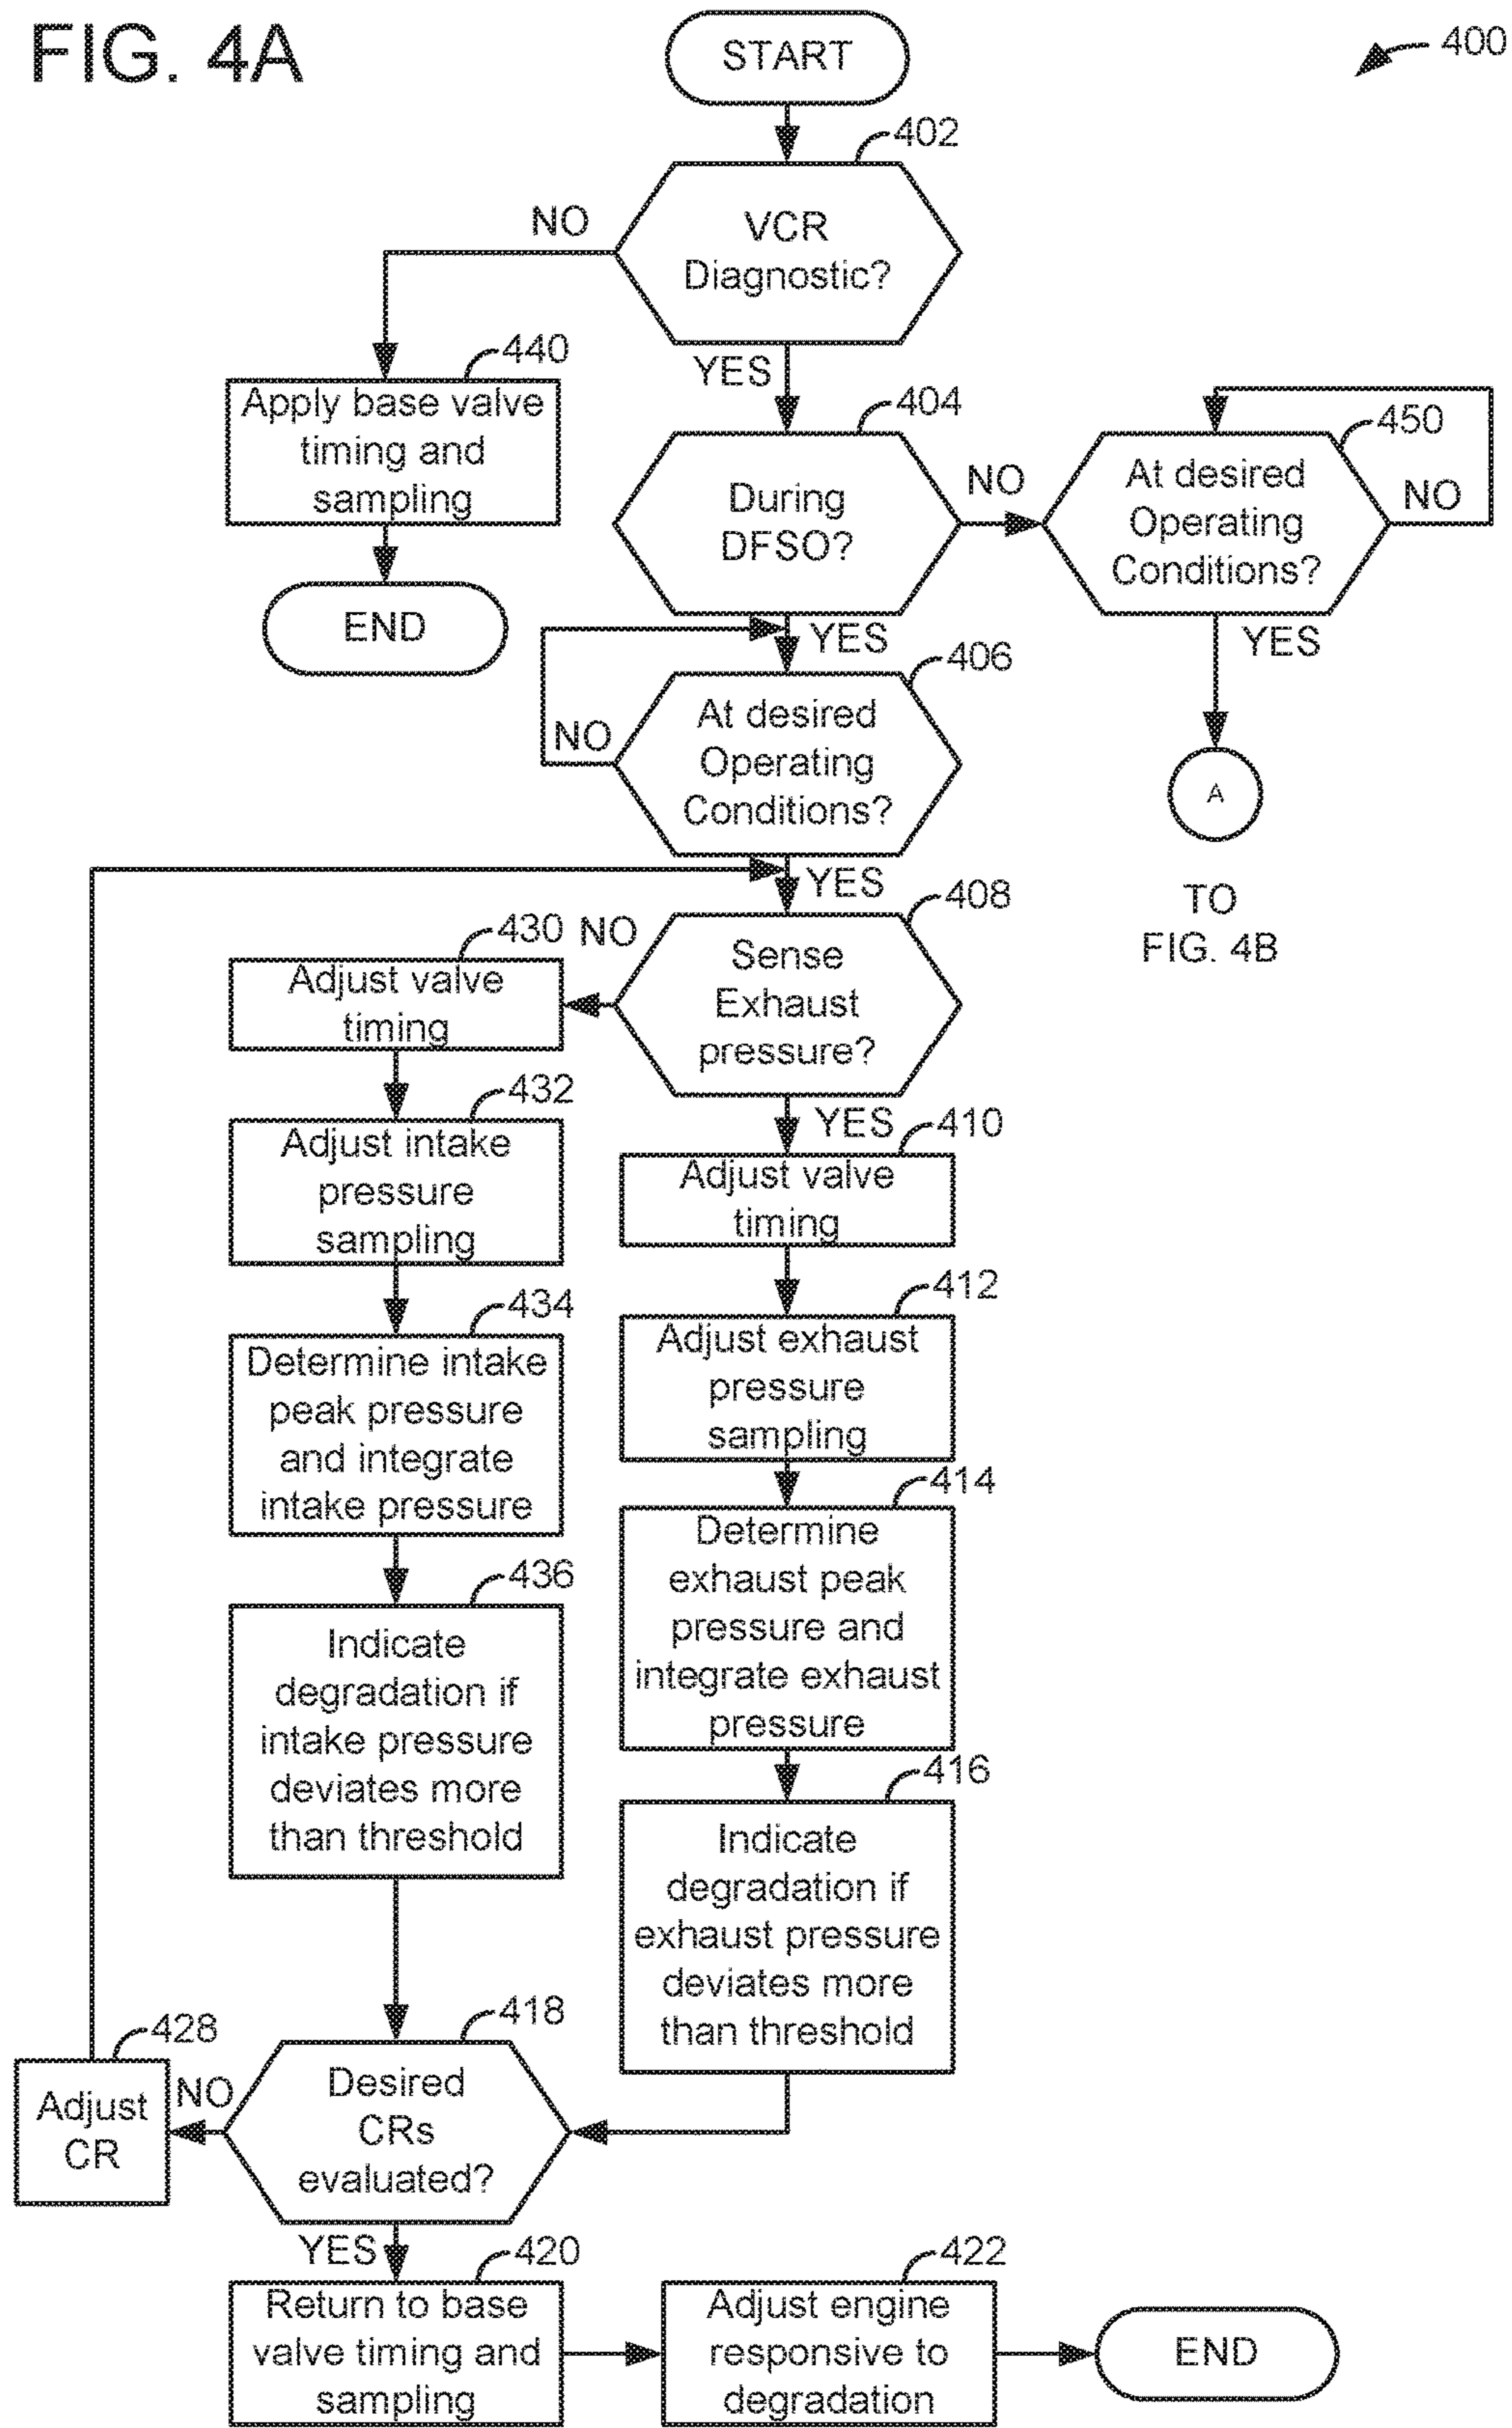 FIG. 4A
START
400
402
VCR
Diagnostic?
NO
YES
440
Apply base valve
timing and
sampling
END
404
During
DFSO?
NO
YES
450
At desired
Operating
Conditions?
NO
YES
A
TO
FIG. 4B
406
At desired
Operating
Conditions?
NO
YES
408
Sense
Exhaust
pressure?
NO
YES
430
Adjust valve
timing
432
Adjust intake
pressure
sampling
434
Determine intake
peak pressure
and integrate
intake pressure
436
Indicate
degradation if
intake pressure
deviates more
than threshold
410
Adjust valve
timing
412
Adjust exhaust
pressure
sampling
414
Determine
exhaust peak
pressure and
integrate exhaust
pressure
416
Indicate
degradation if
exhaust pressure
deviates more
than threshold
418
Desired
CRs
evaluated?
NO
YES
428
Adjust
CR
420
Return to base
valve timing and
sampling
422
Adjust engine
responsive to
degradation
END